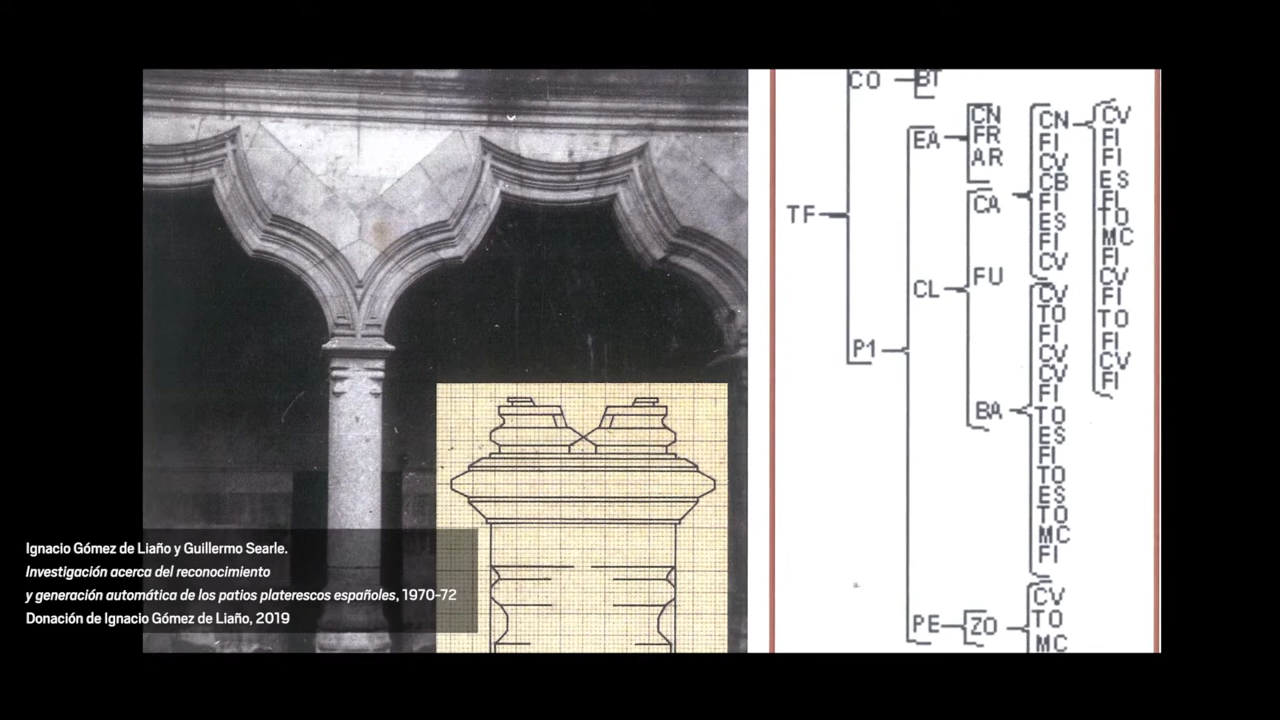 Ignacio Gómez de Liaño y Guillermo Searle.
Investigación acerca del reconocimiento
y generación automática de los patios platerescos españoles, 1970-72
Donación de Ignacio Gómez de Liaño, 2019
TF
CO
BT
P1
EA
CN
FR
AR
CL
CA
FU
BA
PE
ZO
CN
FI
CV
CB
FI
ES
FI
CV
CV
FI
FI
ES
FI
TO
MC
FI
CV
FI
TO
FI
CV
FI
CV
TO
FI
CV
CV
FI
TO
ES
FI
TO
ES
TO
MC
FI
CV
TO
MC